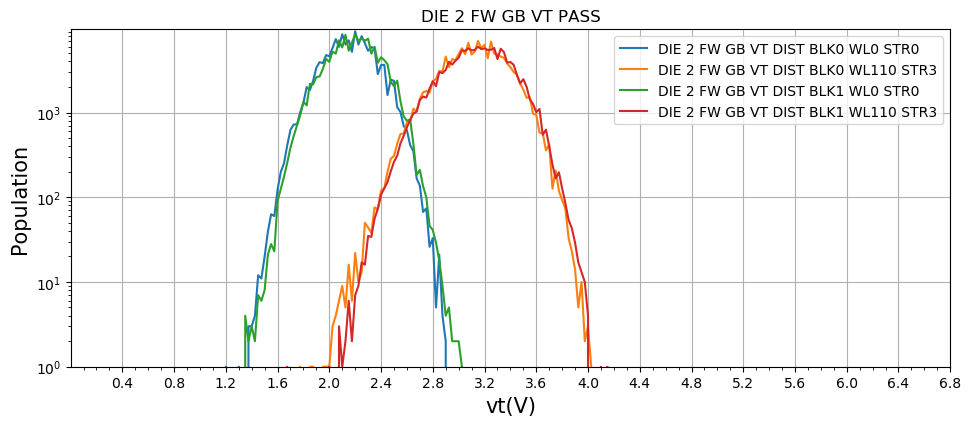 DIE 2 FW GB VT PASS
DIE 2 FW GB VT DIST BLK0 WL0 STR0
DIE 2 FW GB VT DIST BLK0 WL110 STR3
DIE 2 FW GB VT DIST BLK1 WL0 STR0
DIE 2 FW GB VT DIST BLK1 WL110 STR3
Population
10³
10²
10¹
10⁰
0.4 0.8 1.2 1.6 2.0 2.4 2.8 3.2 3.6 4.0 4.4 4.8 5.2 5.6 6.0 6.4 6.8
vt(V)